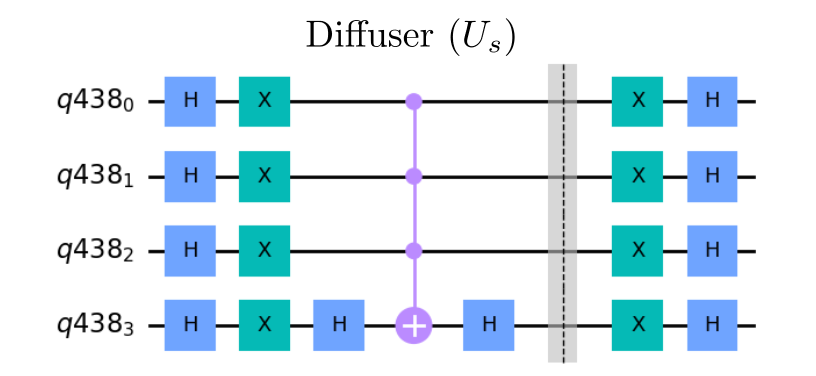 Diffuser (U_s)
q438_0 H X X H
q438_1 H X X H
q438_2 H X X H
q438_3 H X H H X H